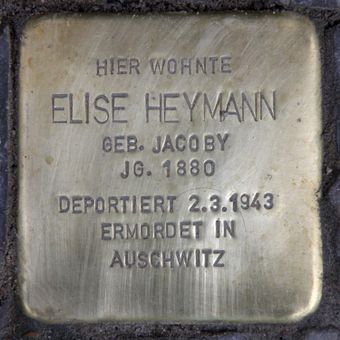 HIER WOHNTE
ELISE HEYMANN
GEB. JACOBY
JG. 1880
DEPORTIERT 2.3.1943
ERMORDET IN
AUSCHWITZ